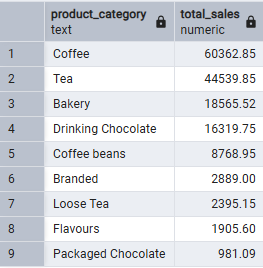 product_category total_sales
text numeric
1 Coffee 60362.85
2 Tea 44539.85
3 Bakery 18565.52
4 Drinking Chocolate 16319.75
5 Coffee beans 8768.95
6 Branded 2889.00
7 Loose Tea 2395.15
8 Flavours 1905.60
9 Packaged Chocolate 981.09